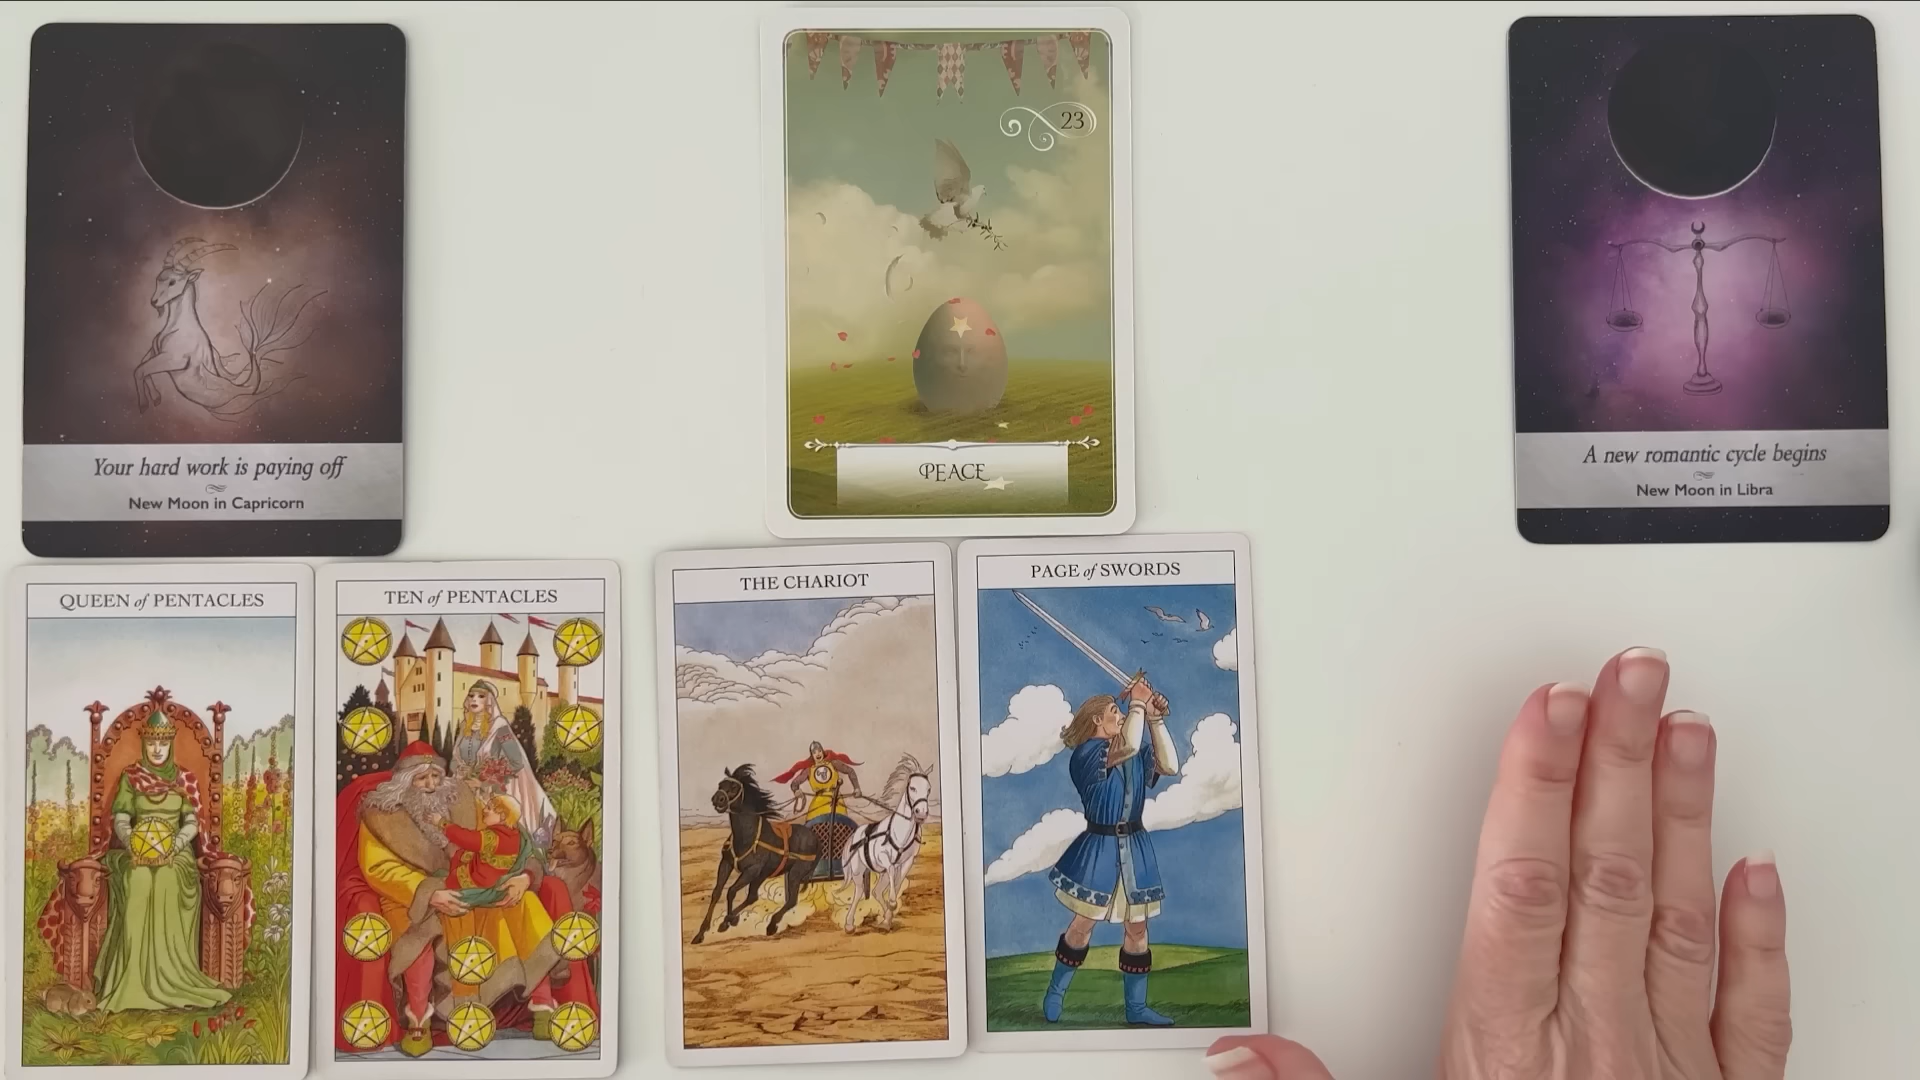 23
Your hard work is paying off
New Moon in Capricorn
PEACE
A new romantic cycle begins
New Moon in Libra
QUEEN of PENTACLES
TEN of PENTACLES
THE CHARIOT
PAGE of SWORDS